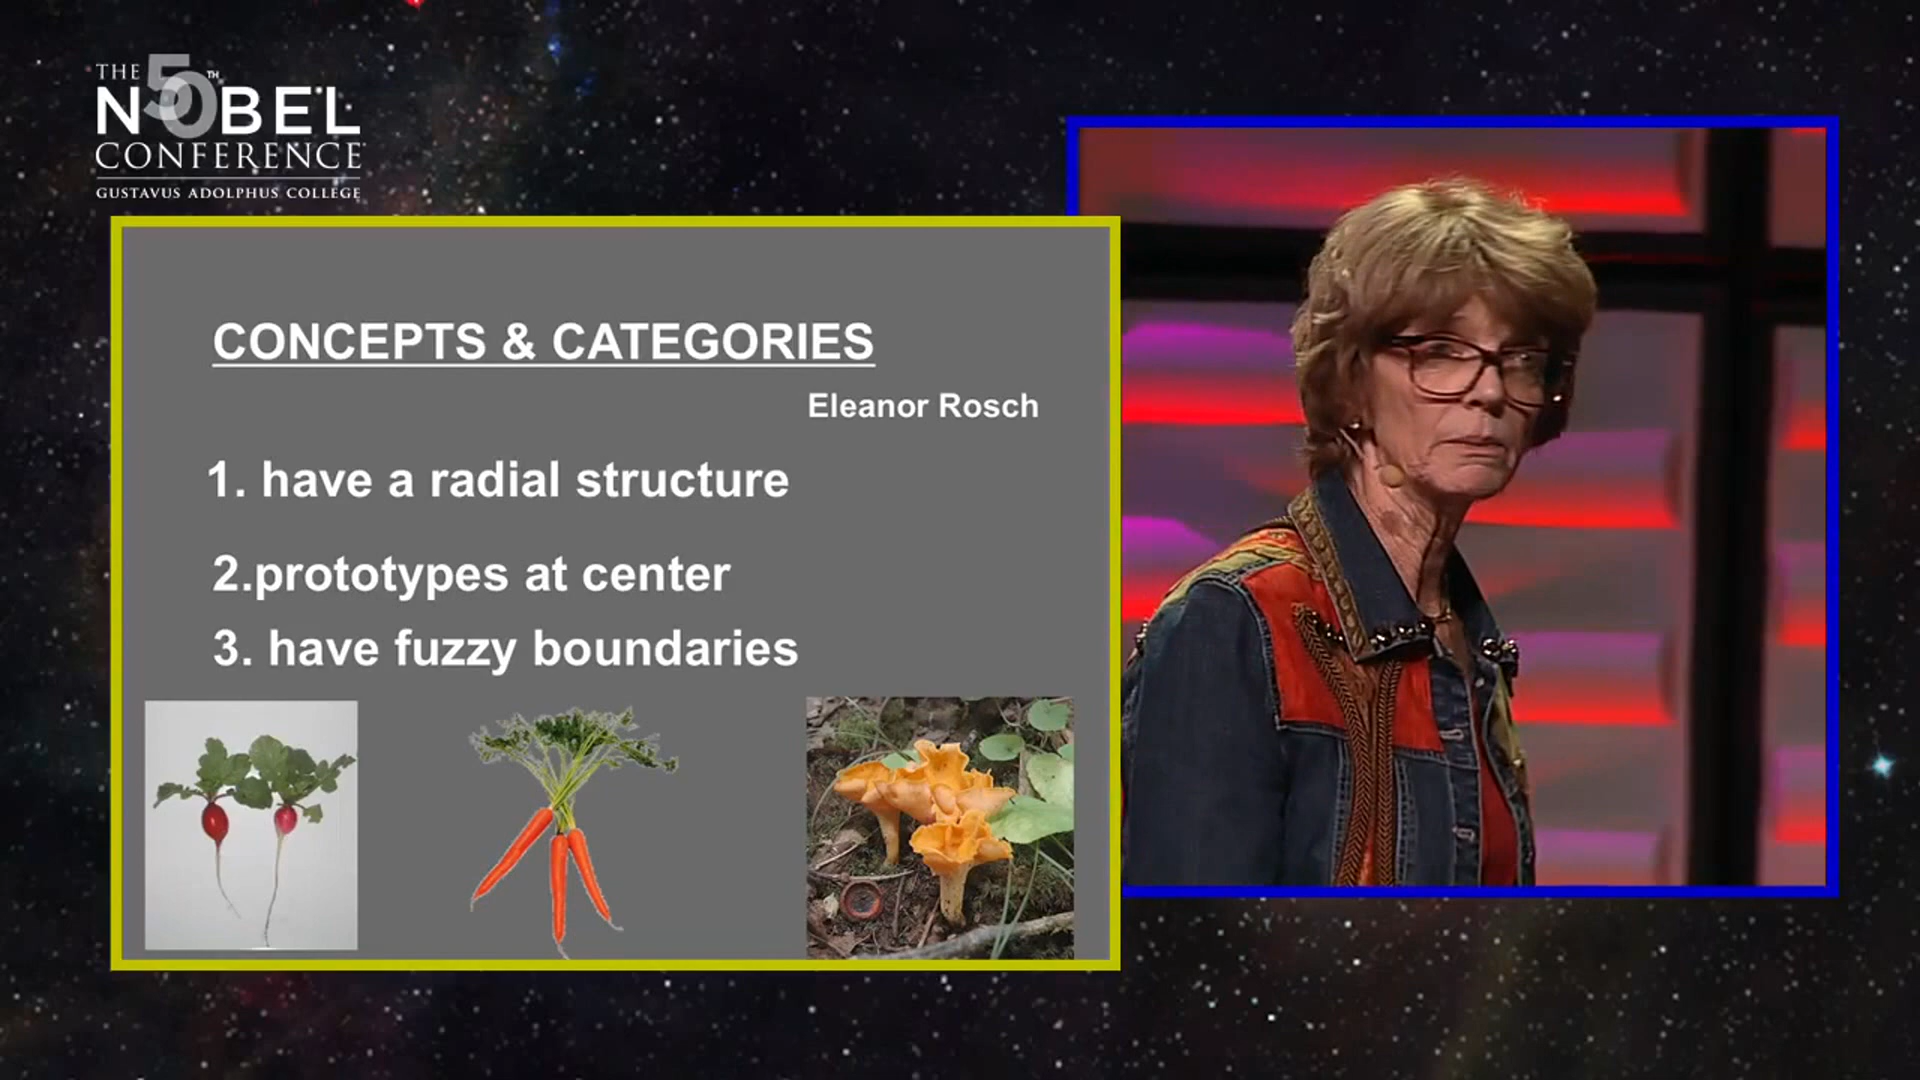 THE 50TH
NOBEL
CONFERENCE
GUSTAVUS ADOLPHUS COLLEGE
CONCEPTS & CATEGORIES
Eleanor Rosch
1. have a radial structure
2.prototypes at center
3. have fuzzy boundaries